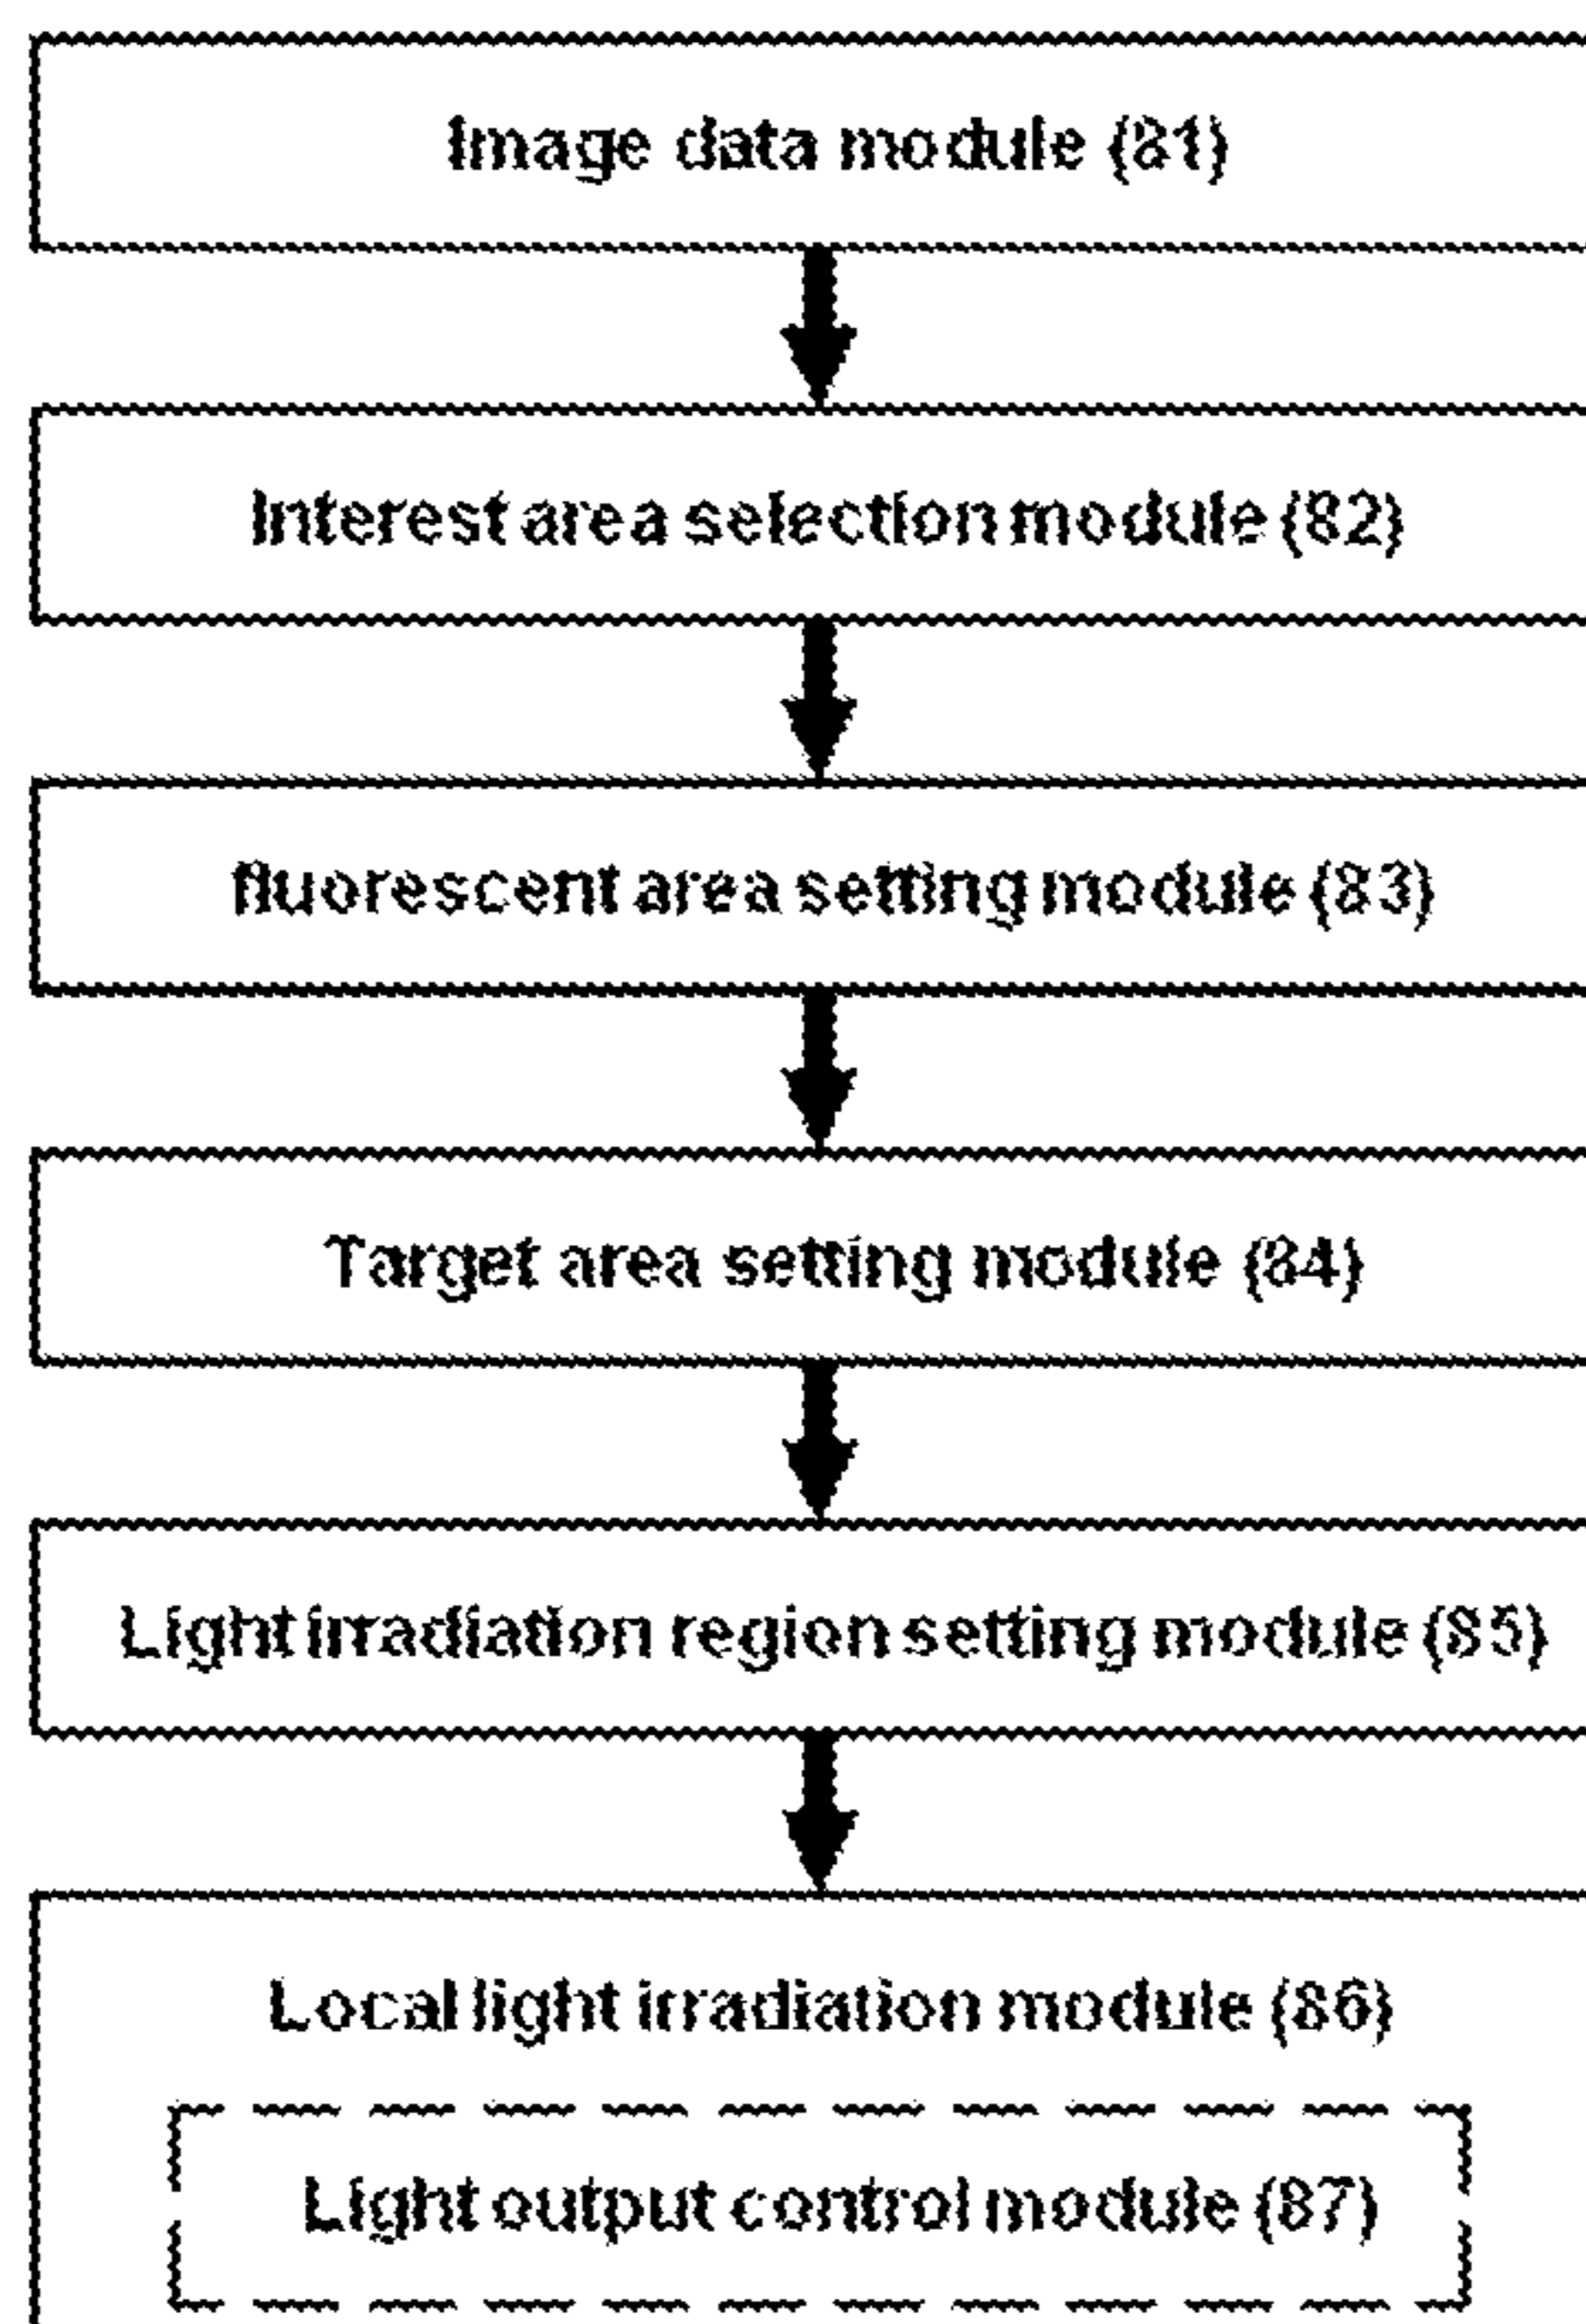 Image data module (81)
Interest area selection module (82)
fluorescent area setting module (83)
Target area setting module (84)
Light irradiation region setting module (85)
Local light irradiation module (86)
Light output control module (87)